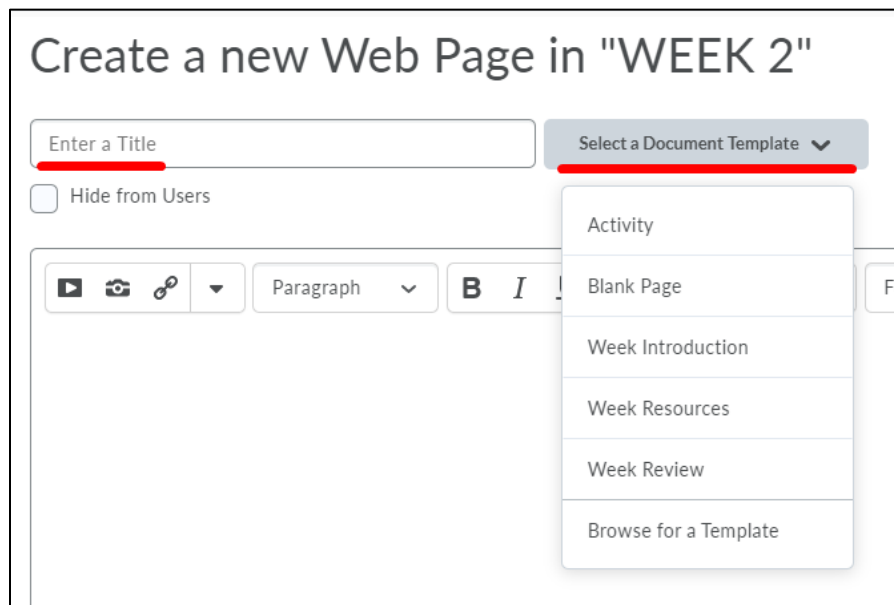 Create a new Web Page in "WEEK 2"
Enter a Title
Select a Document Template
Hide from Users
Activity
Paragraph
B I U
Blank Page
F
Week Introduction
Week Resources
Week Review
Browse for a Template